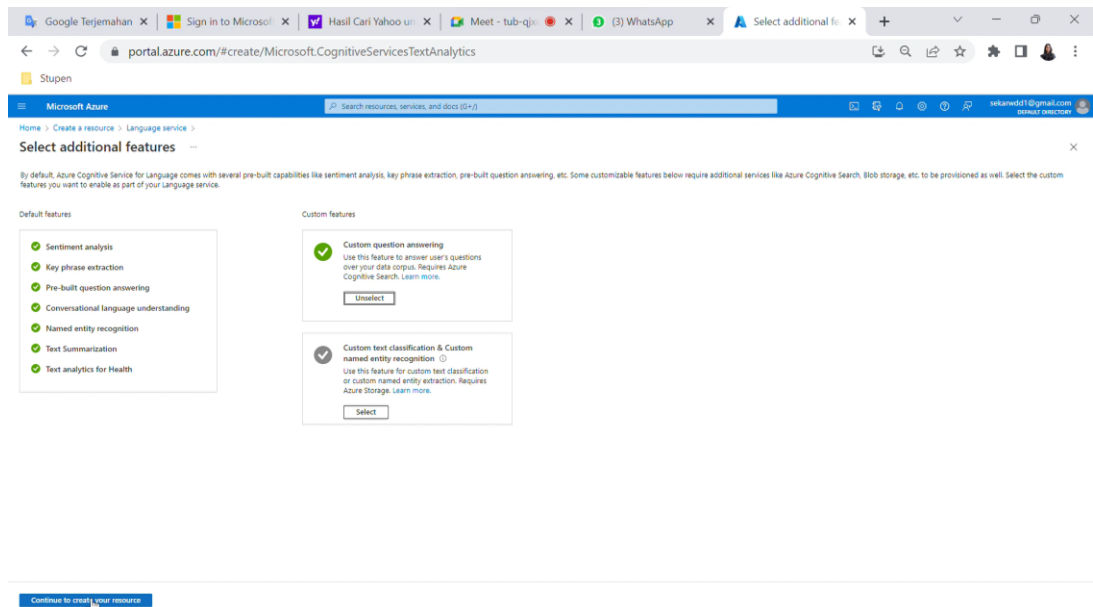 Google Terjemahan
Sign in to Microsof
Hasil Cari Yahoo un
Meet - tub-qjx
(3) WhatsApp
Select additional fe
portal.azure.com/#create/Microsoft.CognitiveServicesTextAnalytics
Stupen
Microsoft Azure
Search resources, services, and docs (G+/)
sekarwdd1@gmail.com
DEFAULT DIRECTORY
Home > Create a resource > Language service >
Select additional features ...
By default, Azure Cognitive Service for Language comes with several pre-built capabilities like sentiment analysis, key phrase extraction, pre-built question answering, etc. Some customizable features below require additional services like Azure Cognitive Search, Blob storage, etc. to be provisioned as well. Select the custom
features you want to enable as part of your Language service.
Default features
Sentiment analysis
Key phrase extraction
Pre-built question answering
Conversational language understanding
Named entity recognition
Text Summarization
Text analytics for Health
Custom features
Custom question answering
Use this feature to answer user's questions
over your data corpus. Requires Azure
Cognitive Search. Learn more.
Unselect
Custom text classification & Custom
named entity recognition
Use this feature for custom text classification
or custom named entity extraction. Requires
Azure Storage. Learn more.
Select
Continue to create your resource